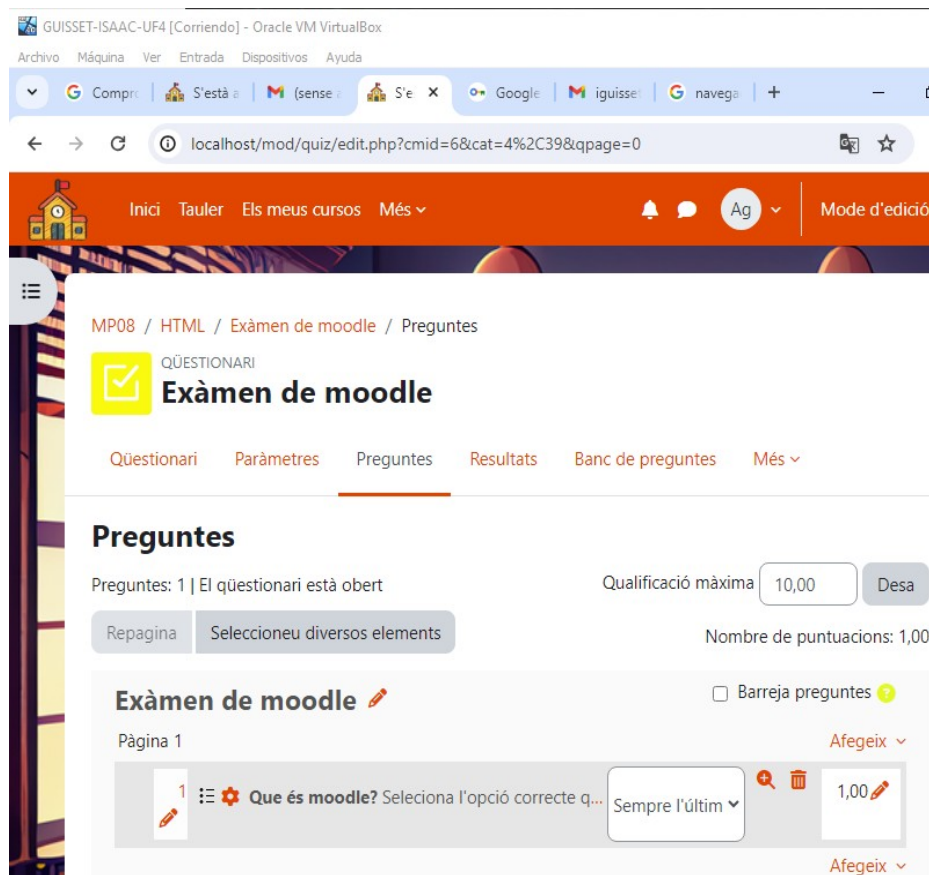 GUISSET-ISAAC-UF4 [Corriendo] - Oracle VM VirtualBox
Archivo Máquina Ver Entrada Dispositivos Ayuda
Compro S'està a (sense a S'e Google iguisset navega
localhost/mod/quiz/edit.php?cmid=6&cat=4%2C39&qpage=0
Inici Tauler Els meus cursos Més Ag Mode d'edició
MP08 / HTML / Exàmen de moodle / Preguntes
QÜESTIONARI
Exàmen de moodle
Qüestionari Paràmetres Preguntes Resultats Banc de preguntes Més
Preguntes
Preguntes: 1 | El qüestionari està obert Qualificació màxima 10,00 Desa
Repagina Seleccioneu diversos elements Nombre de puntuacions: 1,00
Exàmen de moodle Barreja preguntes ?
Pàgina 1 Afegeix
1 Que és moodle? Selecciona l'opció correcte q... Sempre l'últim 1,00
Afegeix